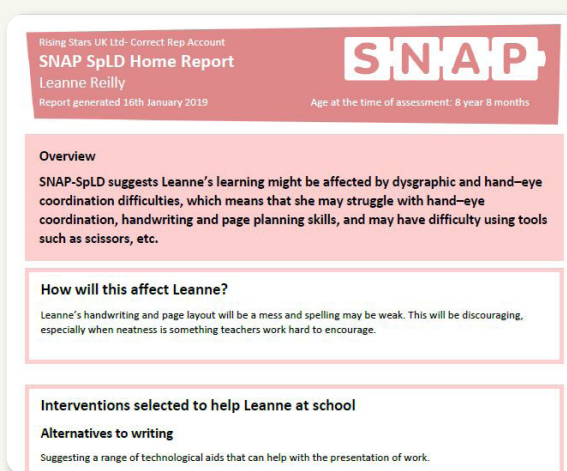 Rising Stars UK Ltd- Correct Rep Account
SNAP SpLD Home Report
Leanne Reilly
Report generated 16th January 2019
SNAP
Age at the time of assessment: 8 year 8 months
Overview
SNAP-SpLD suggests Leanne’s learning might be affected by dysgraphic and hand–eye
coordination difficulties, which means that she may struggle with hand–eye
coordination, handwriting and page planning skills, and may have difficulty using tools
such as scissors, etc.
How will this affect Leanne?
Leanne’s handwriting and page layout will be a mess and spelling may be weak. This will be discouraging,
especially when neatness is something teachers work hard to encourage.
Interventions selected to help Leanne at school
Alternatives to writing
Suggesting a range of technological aids that can help with the presentation of work.